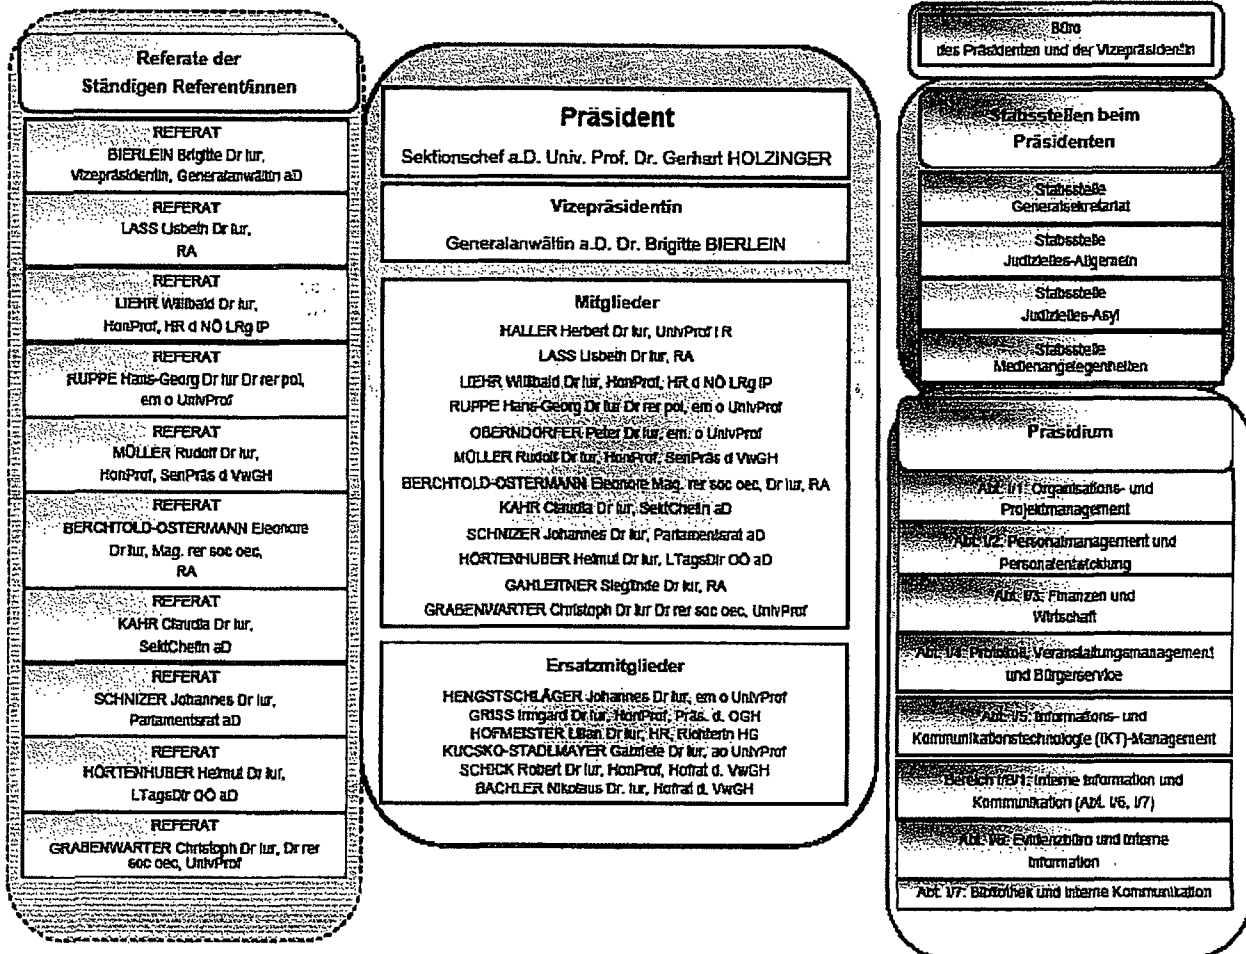 Referate der
Ständigen Referent/innen
REFERAT
BIERLEIN Brigitte Dr iur,
Vizepräsidentin, Generalanwältin aD
REFERAT
LASS Lisbeth Dr iur,
RA
REFERAT
LIEHR Willibald Dr iur,
HonProf, HR d NÖ LRg iP
REFERAT
RUPPE Hans-Georg Dr iur Dr rer pol,
em o UnivProf
REFERAT
MÜLLER Rudolf Dr iur,
HonProf, SenPräs d VwGH
REFERAT
BERCHTOLD-OSTERMANN Eleonore
Dr iur, Mag. rer soc oec,
RA
REFERAT
KAHR Claudia Dr iur,
SektChefin aD
REFERAT
SCHNIZER Johannes Dr iur,
Parlamentsrat aD
REFERAT
HÖRTENHUBER Helmut Dr iur,
LTagsDir OÖ aD
REFERAT
GRABENWARTER Christoph Dr iur, Dr rer
soc oec, UnivProf
Präsident
Sektionschef a.D. Univ. Prof. Dr. Gerhart HOLZINGER
Vizepräsidentin
Generalanwältin a.D. Dr. Brigitte BIERLEIN
Mitglieder
HALLER Herbert Dr iur, UnivProf i R
LASS Lisbeth Dr iur, RA
LIEHR Willibald Dr iur, HonProf, HR d NÖ LRg iP
RUPPE Hans-Georg Dr iur Dr rer pol, em o UnivProf
OBERNDORFER Peter Dr iur, em. o UnivProf
MÜLLER Rudolf Dr iur, HonProf, SenPräs d VwGH
BERCHTOLD-OSTERMANN Eleonore Mag. rer soc oec, Dr iur, RA
KAHR Claudia Dr iur, SektChefin aD
SCHNIZER Johannes Dr iur, Parlamentsrat aD
HÖRTENHUBER Helmut Dr iur, LTagsDir OÖ aD
GAHLEITNER Sieglinde Dr iur, RA
GRABENWARTER Christoph Dr iur Dr rer soc oec, UnivProf
Ersatzmitglieder
HENGSTSCHLÄGER Johannes Dr iur, em o UnivProf
GRISS Irmgard Dr iur, HonProf, Präs. d. OGH
HOFMEISTER Lilian Dr iur, HR, Richterin HG
KUCSKO-STADLMAYER Gabriele Dr iur, ao UnivProf
SCHICK Robert Dr iur, HonProf, Hofrat d. VwGH
BACHLER Nikolaus Dr. iur, Hofrat d. VwGH
Büro
des Präsidenten und der Vizepräsidentin
Stabsstellen beim
Präsidenten
Stabsstelle
Generalsekretariat
Stabsstelle
Judizielles-Allgemein
Stabsstelle
Judizielles-Asyl
Stabsstelle
Medienangelegenheiten
Präsidium
Abt. I/1: Organisations- und
Projektmanagement
Abt. I/2: Personalmanagement und
Personalentwicklung
Abt. I/3: Finanzen und
Wirtschaft
Abt. I/4: Protokoll, Veranstaltungsmanagement
und Bürgerservice
Abt. I/5: Informations- und
Kommunikationstechnologie (IKT)-Management
Bereich I/B/1: Interne Information und
Kommunikation (Abt. I/6, I/7)
Abt. I/6: Evidenzbüro und Interne
Information
Abt. I/7: Bibliothek und Interne Kommunikation